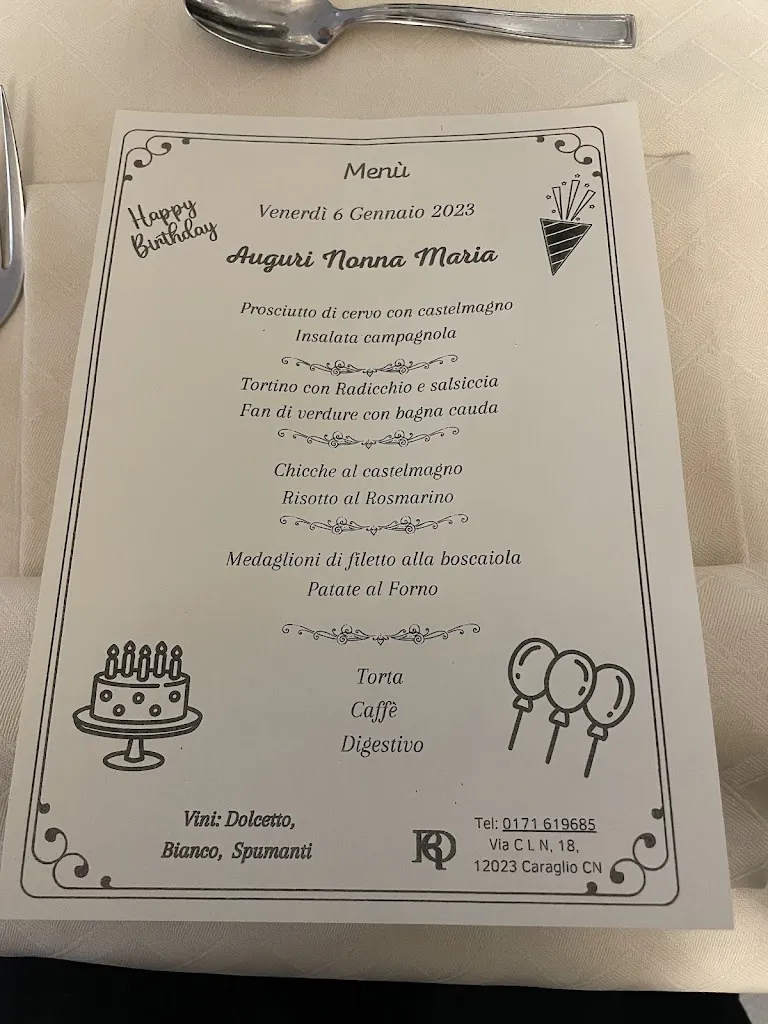 Menù
Happy
Birthday
Venerdì 6 Gennaio 2023
Auguri Nonna Maria
Prosciutto di cervo con castelmagno
Insalata campagnola
Tortino con Radicchio e salsiccia
Fan di verdure con bagna cauda
Chicche al castelmagno
Risotto al Rosmarino
Medaglioni di filetto alla boscaiola
Patate al Forno
Torta
Caffè
Digestivo
Vini: Dolcetto,
Bianco, Spumanti
Tel: 0171 619685
Via C L N, 18,
12023 Caraglio CN